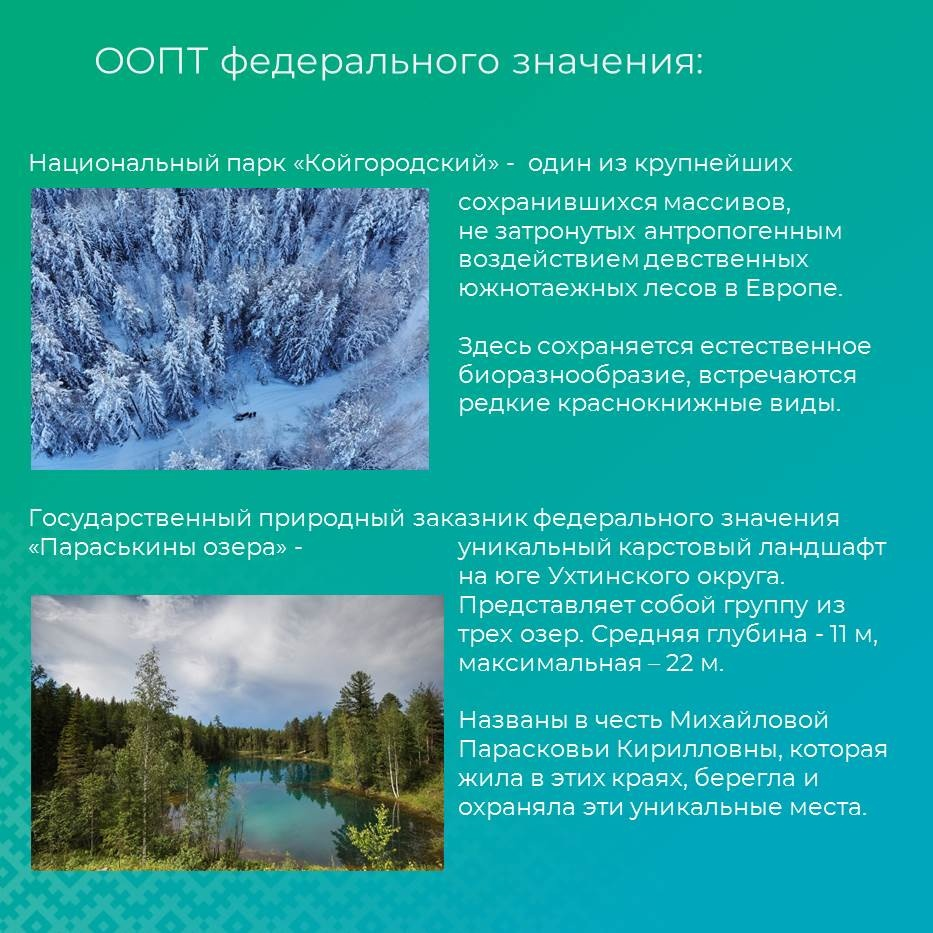 ООПТ федерального значения:
Национальный парк «Койгородский» - один из крупнейших
сохранившихся массивов,
не затронутых антропогенным
воздействием девственных
южнотаежных лесов в Европе.
Здесь сохраняется естественное
биоразнообразие, встречаются
редкие краснокнижные виды.
Государственный природный заказник федерального значения
«Параськины озера» - уникальный карстовый ландшафт
на юге Ухтинского округа.
Представляет собой группу из
трех озер. Средняя глубина - 11 м,
максимальная – 22 м.
Названы в честь Михайловой
Парасковьи Кирилловны, которая
жила в этих краях, берегла и
охраняла эти уникальные места.